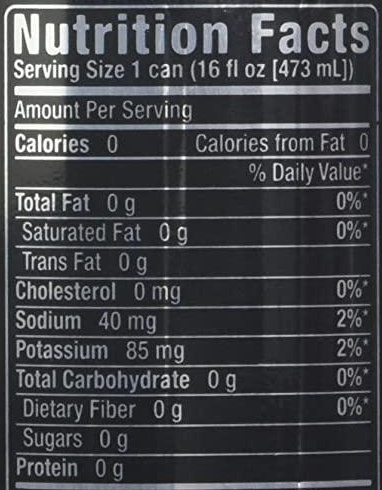 Nutrition Facts
Serving Size 1 can (16 fl oz [473 mL])
Amount Per Serving
Calories 0 Calories from Fat 0
% Daily Value*
Total Fat 0 g 0%*
Saturated Fat 0 g 0%*
Trans Fat 0 g
Cholesterol 0 mg 0%*
Sodium 40 mg 2%*
Potassium 85 mg 2%*
Total Carbohydrate 0 g 0%*
Dietary Fiber 0 g 0%*
Sugars 0 g
Protein 0 g